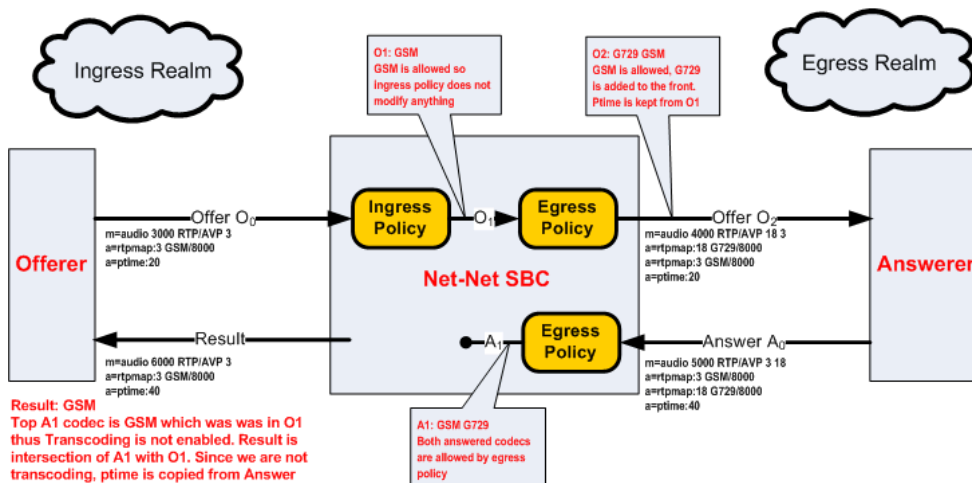 Ingress Realm
Egress Realm
O1: GSM
GSM is allowed so
ingress policy does not
modify anything
O2: G729 GSM
GSM is allowed, G729
is added to the front.
Ptime is kept from O1
Offerer
Offer O0
m=audio 3000 RTP/AVP 3
a=rtpmap:3 GSM/8000
a=ptime:20
Ingress
Policy
O1
Egress
Policy
Offer O2
m=audio 4000 RTP/AVP 18 3
a=rtpmap:18 G729/8000
a=rtpmap:3 GSM/8000
a=ptime:20
Answerer
Net-Net SBC
Result
m=audio 6000 RTP/AVP 3
a=rtpmap:3 GSM/8000
a=ptime:40
A1
Egress
Policy
Answer A0
m=audio 5000 RTP/AVP 3 18
a=rtpmap:3 GSM/8000
a=rtpmap:18 G729/8000
a=ptime:40
Result: GSM
Top A1 codec is GSM which was was in O1
thus Transcoding is not enabled. Result is
intersection of A1 with O1. Since we are not
transcoding, ptime is copied from Answer
A1: GSM G729
Both answered codecs
are allowed by egress
policy